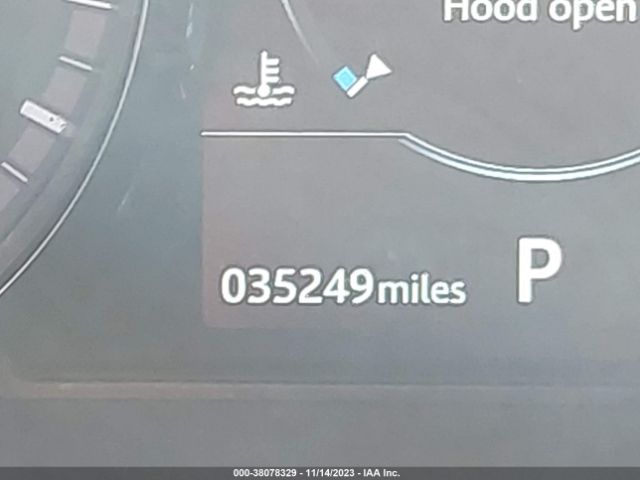 Hood open
035249miles
P
000-38078329 - 11/14/2023 - IAA Inc.